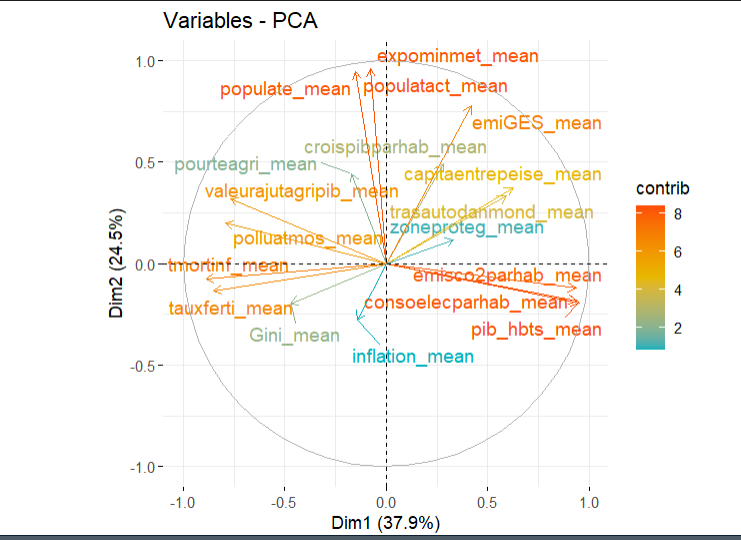 Variables - PCA
expominmet_mean
populate_mean
populatact_mean
emiGES_mean
croispibparhab_mean
pourteagri_mean
capitaentrepeise_mean
valeurajutagripib_mean
trasautodanmond_mean
zoneproteg_mean
polluatmos_mean
tmortinf_mean
emisco2parhab_mean
consoelecparhab_mean
tauxferti_mean
pib_hbts_mean
Gini_mean
inflation_mean
1.0
0.5
0.0
-0.5
-1.0
Dim2 (24.5%)
-1.0 -0.5 0.0 0.5 1.0
Dim1 (37.9%)
contrib
8
6
4
2